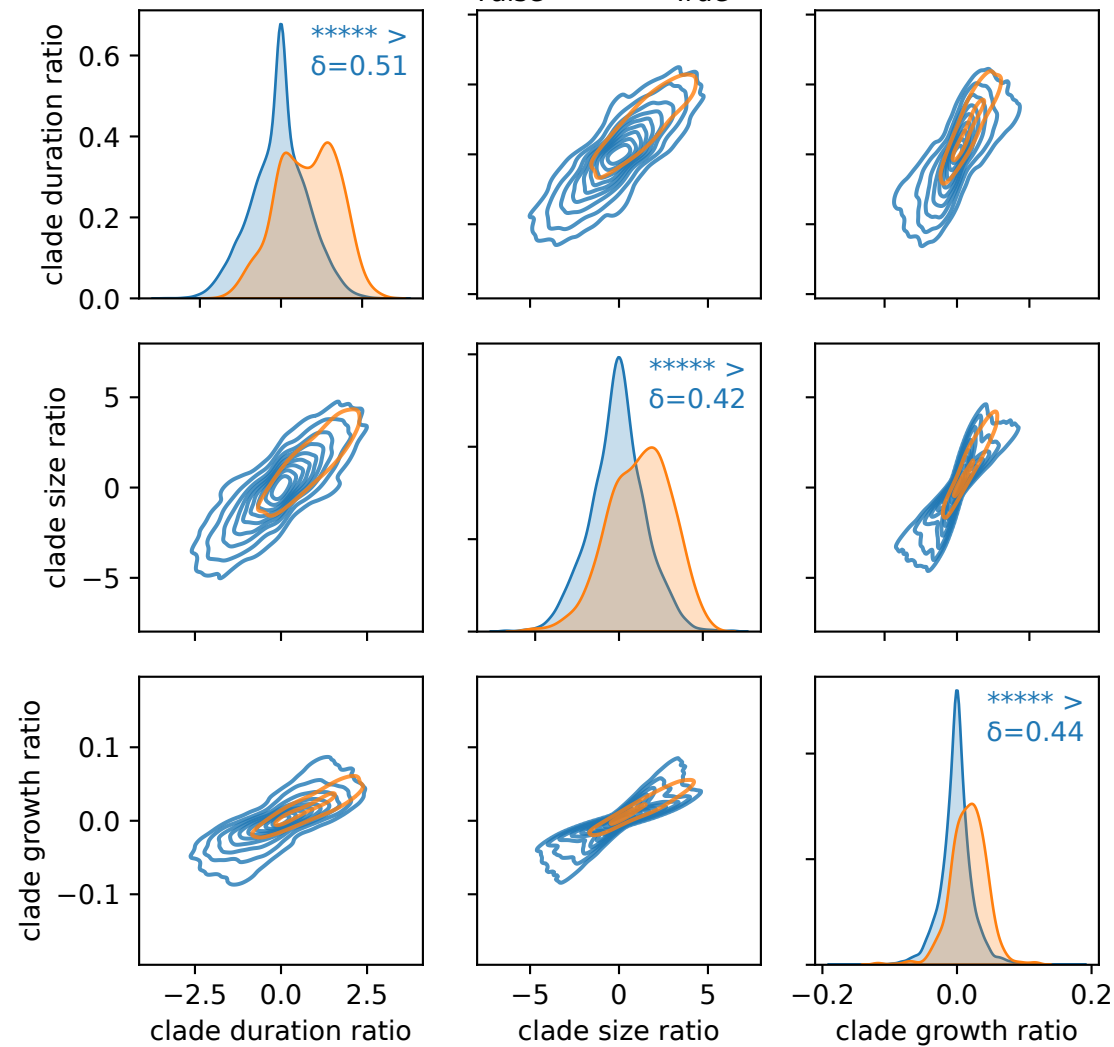 clade duration ratio
0.6
0.4
0.2
0.0
***** >
δ=0.51
clade size ratio
5
0
−5
***** >
δ=0.42
clade growth ratio
0.1
0.0
−0.1
***** >
δ=0.44
−2.5 0.0 2.5
−5 0 5
−0.2 0.0 0.2
clade duration ratio
clade size ratio
clade growth ratio